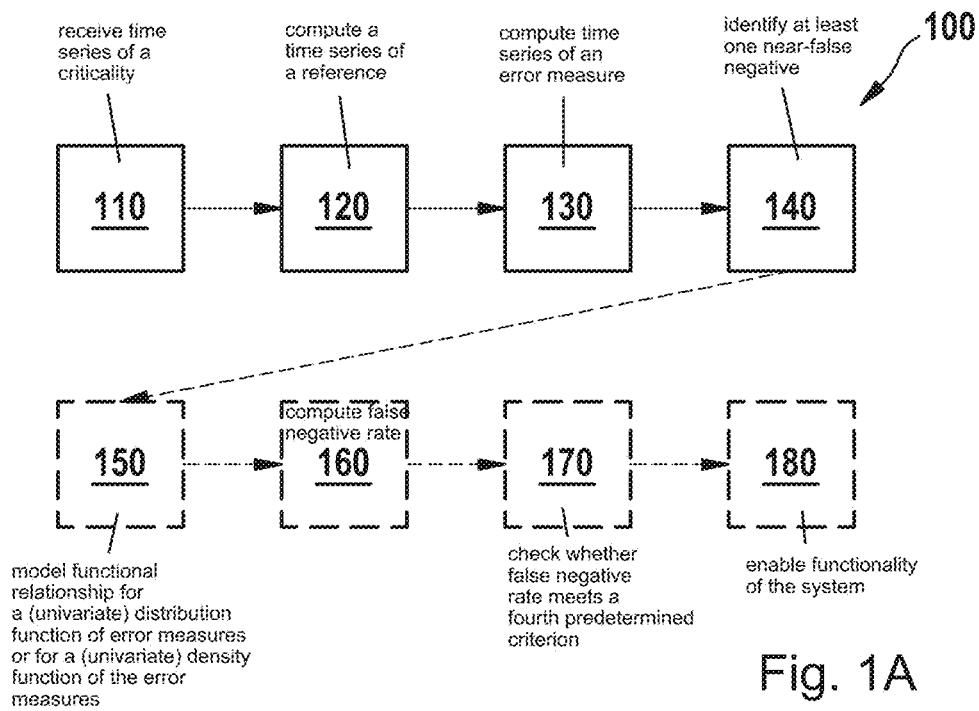 receive time
series of a
criticality
compute a
time series of
a reference
compute time
series of an
error measure
identify at least
one near-false
negative
100
110
120
130
140
compute false
negative rate
150
160
170
180
model functional
relationship for
a (univariate) distribution
function of error measures
or for a (univariate) density
function of the error
measures
check whether
false negative
rate meets a
fourth predetermined
criterion
enable functionality
of the system
Fig. 1A